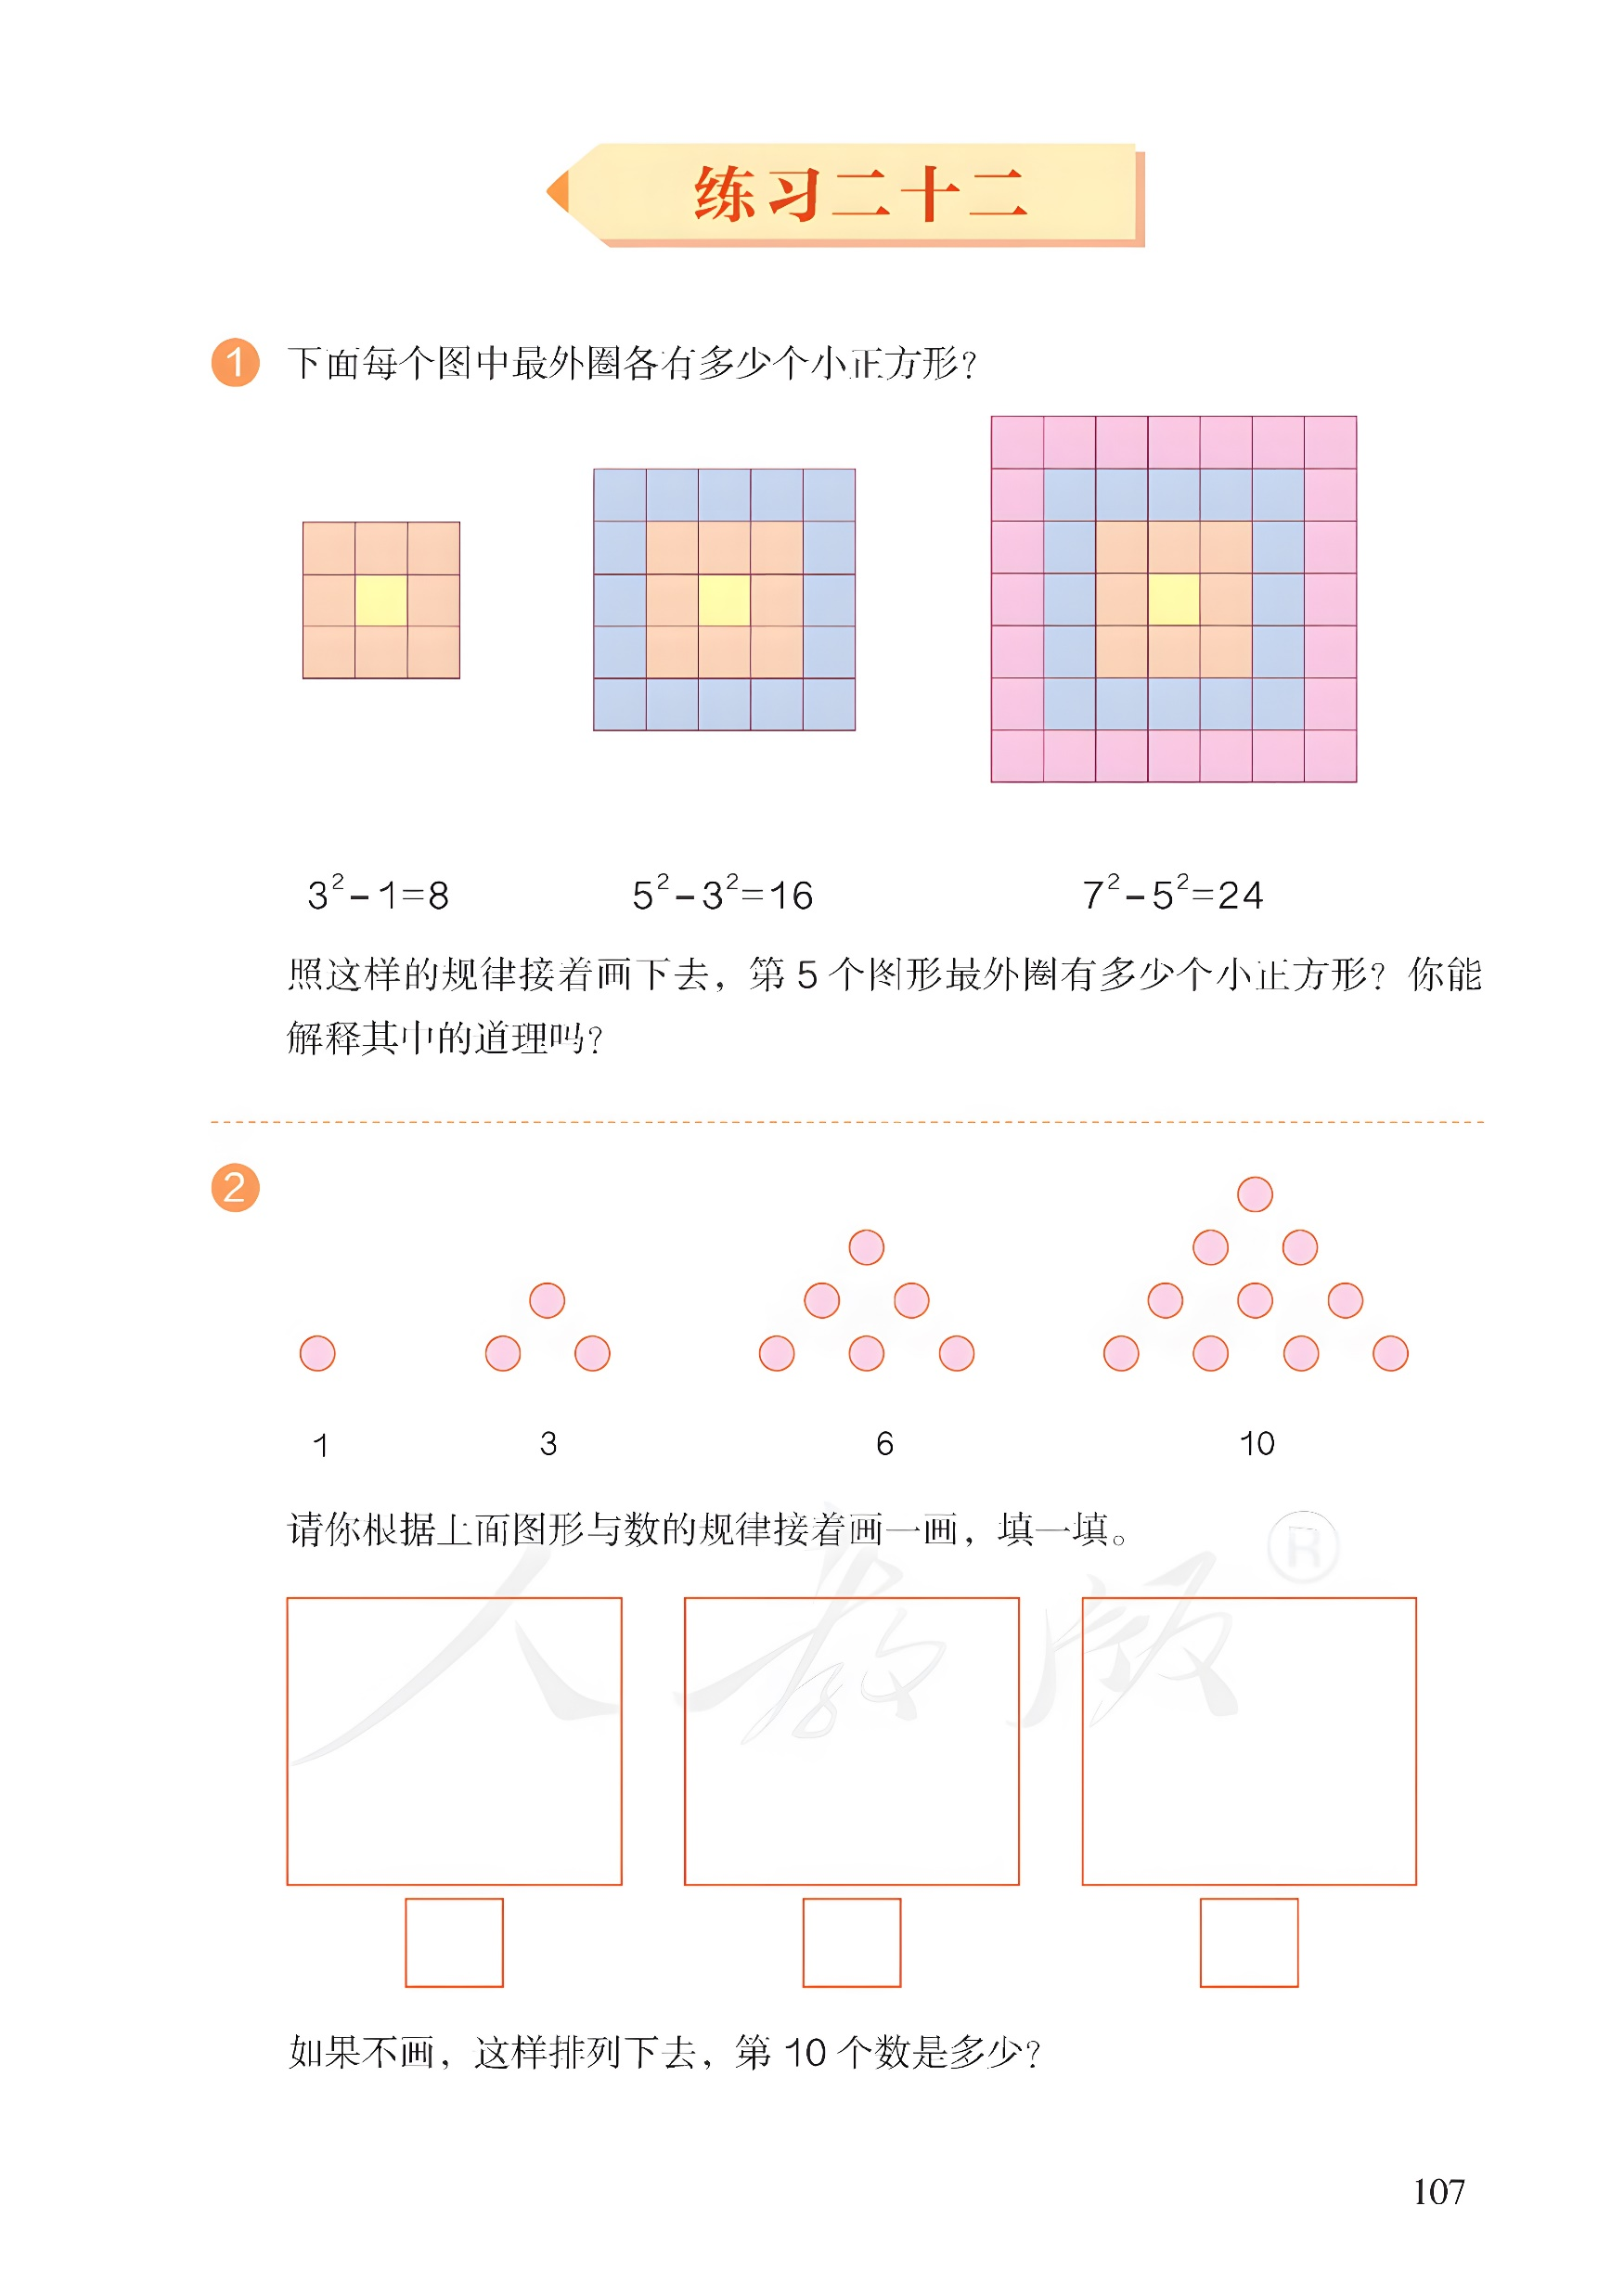 练习二十二
1 下面每个图中最外圈各有多少个小正方形？
3²－1=8 5²－3²=16 7²－5²=24
照这样的规律接着画下去，第 5 个图形最外圈有多少个小正方形？你能
解释其中的道理吗？
2
1 3 6 10
请你根据上面图形与数的规律接着画一画，填一填。
人教版®
如果不画，这样排列下去，第 10 个数是多少？
107